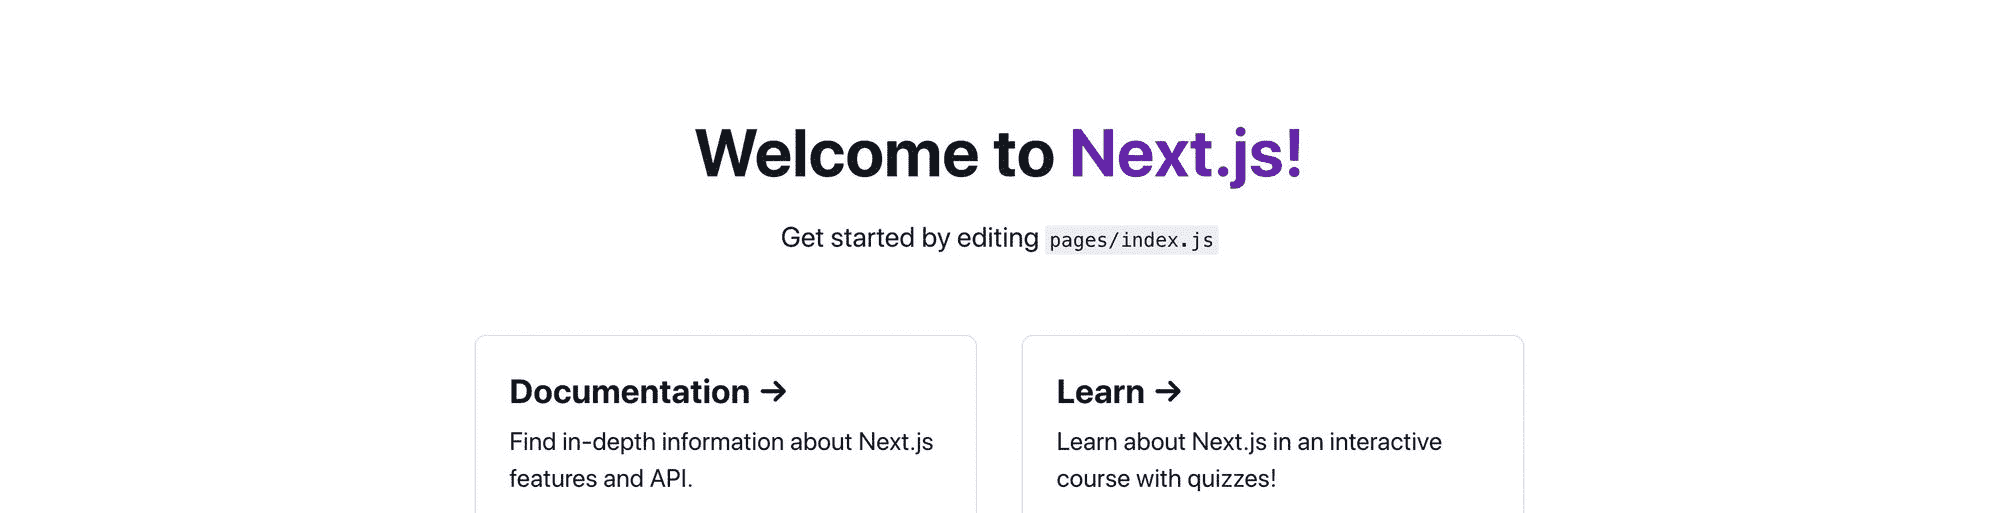 Welcome to Next.js!
Get started by editing pages/index.js
Documentation →
Find in-depth information about Next.js
features and API.
Learn →
Learn about Next.js in an interactive
course with quizzes!